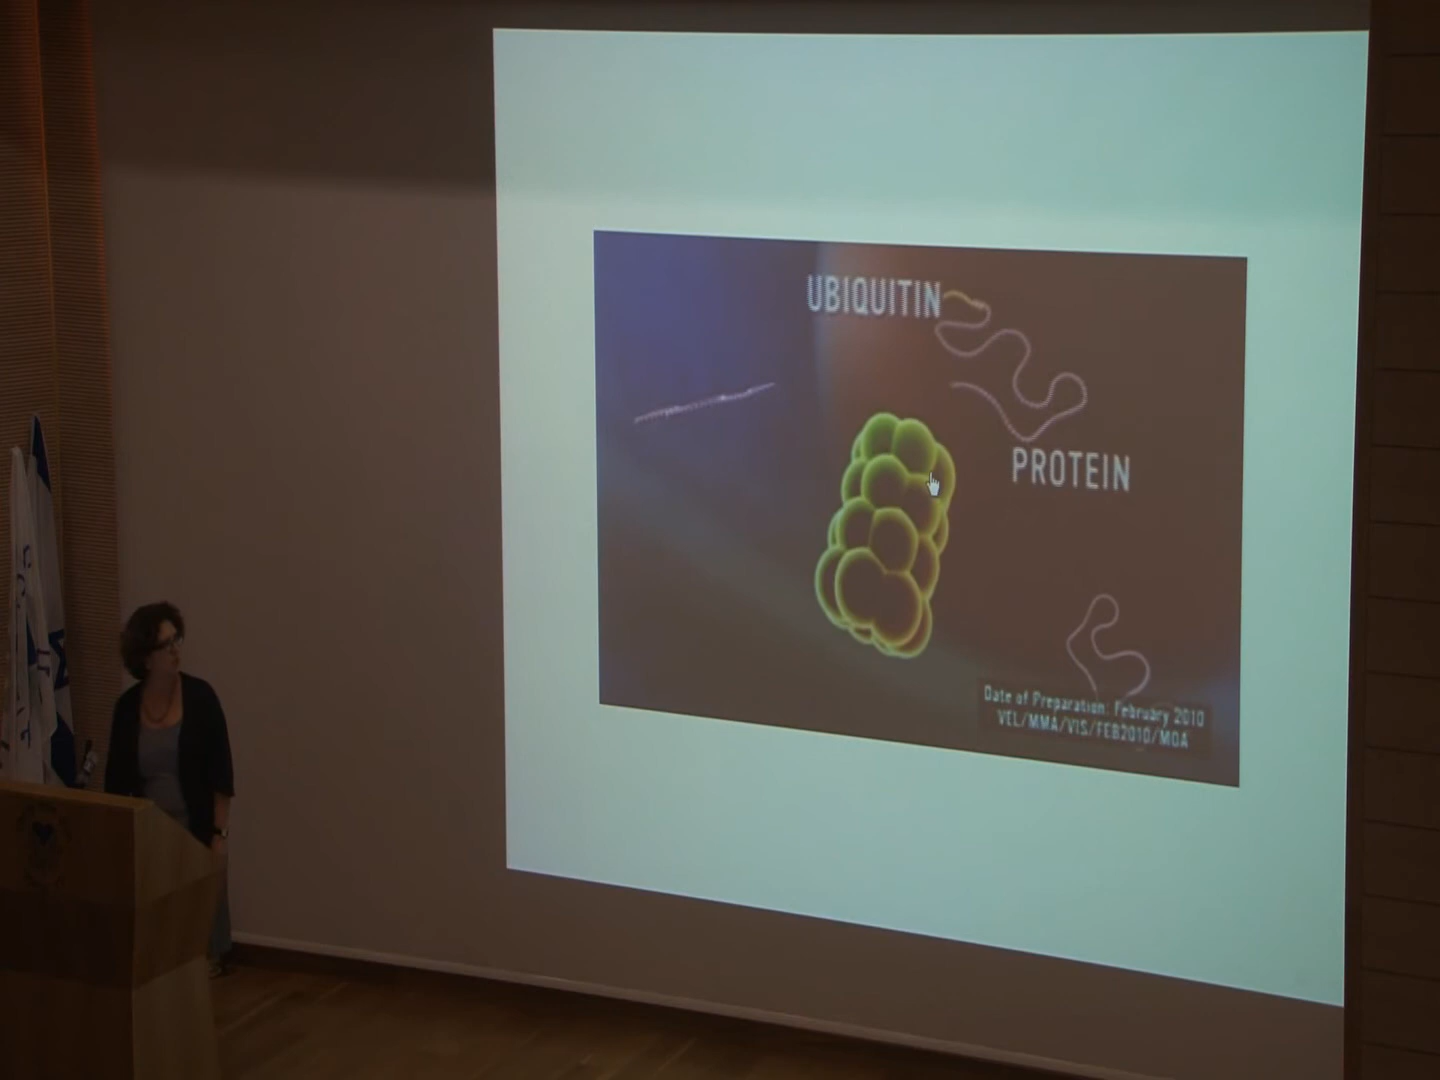 UBIQUITIN
PROTEIN
Date of Preparation: February 2010
VEL/MMA/VIS/FEB2010/MOA